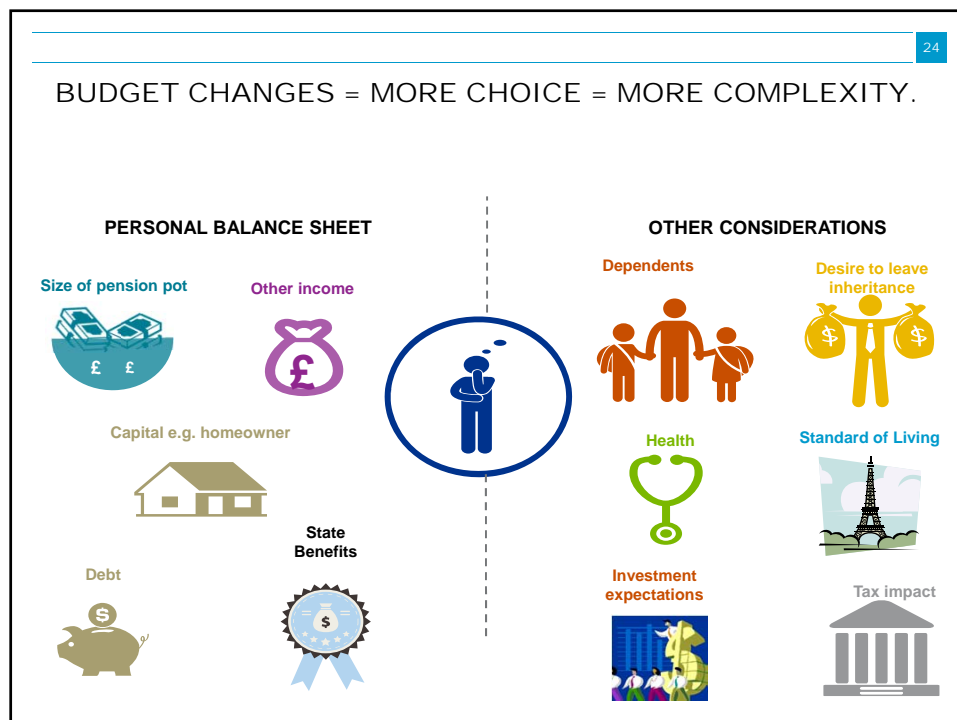 24
BUDGET CHANGES = MORE CHOICE = MORE COMPLEXITY.
PERSONAL BALANCE SHEET
Size of pension pot
£ £
Other income
£
Capital e.g. homeowner
State
Benefits
$
Debt
$
OTHER CONSIDERATIONS
Dependents
Desire to leave
inheritance
$ $
Health
Standard of Living
Investment
expectations
Tax impact